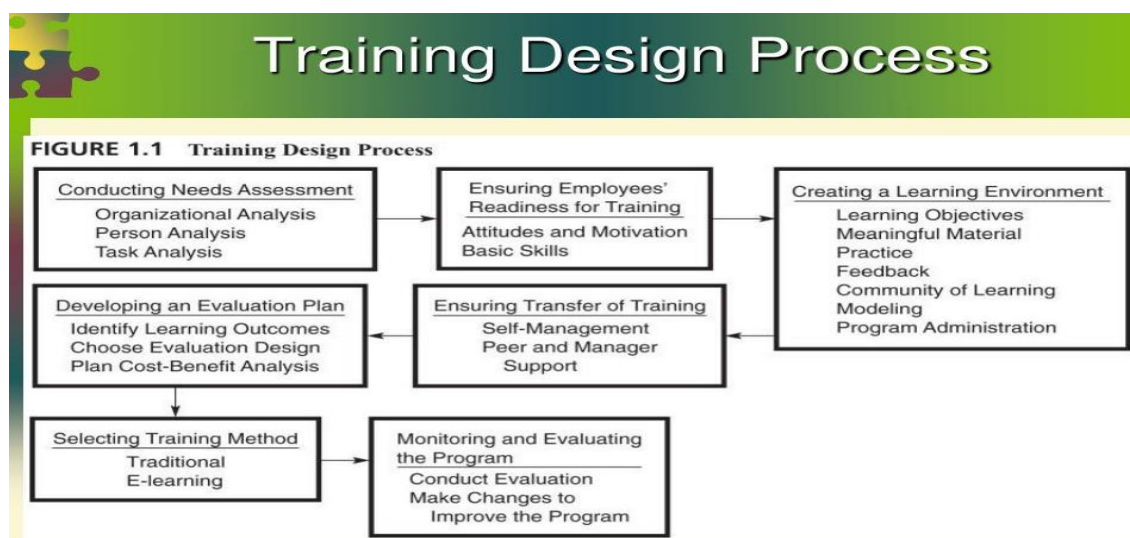 Training Design Process
FIGURE 1.1 Training Design Process
Conducting Needs Assessment
Organizational Analysis
Person Analysis
Task Analysis
Ensuring Employees'
Readiness for Training
Attitudes and Motivation
Basic Skills
Creating a Learning Environment
Learning Objectives
Meaningful Material
Practice
Feedback
Community of Learning
Modeling
Program Administration
Ensuring Transfer of Training
Self-Management
Peer and Manager
Support
Developing an Evaluation Plan
Identify Learning Outcomes
Choose Evaluation Design
Plan Cost-Benefit Analysis
Selecting Training Method
Traditional
E-learning
Monitoring and Evaluating
the Program
Conduct Evaluation
Make Changes to
Improve the Program